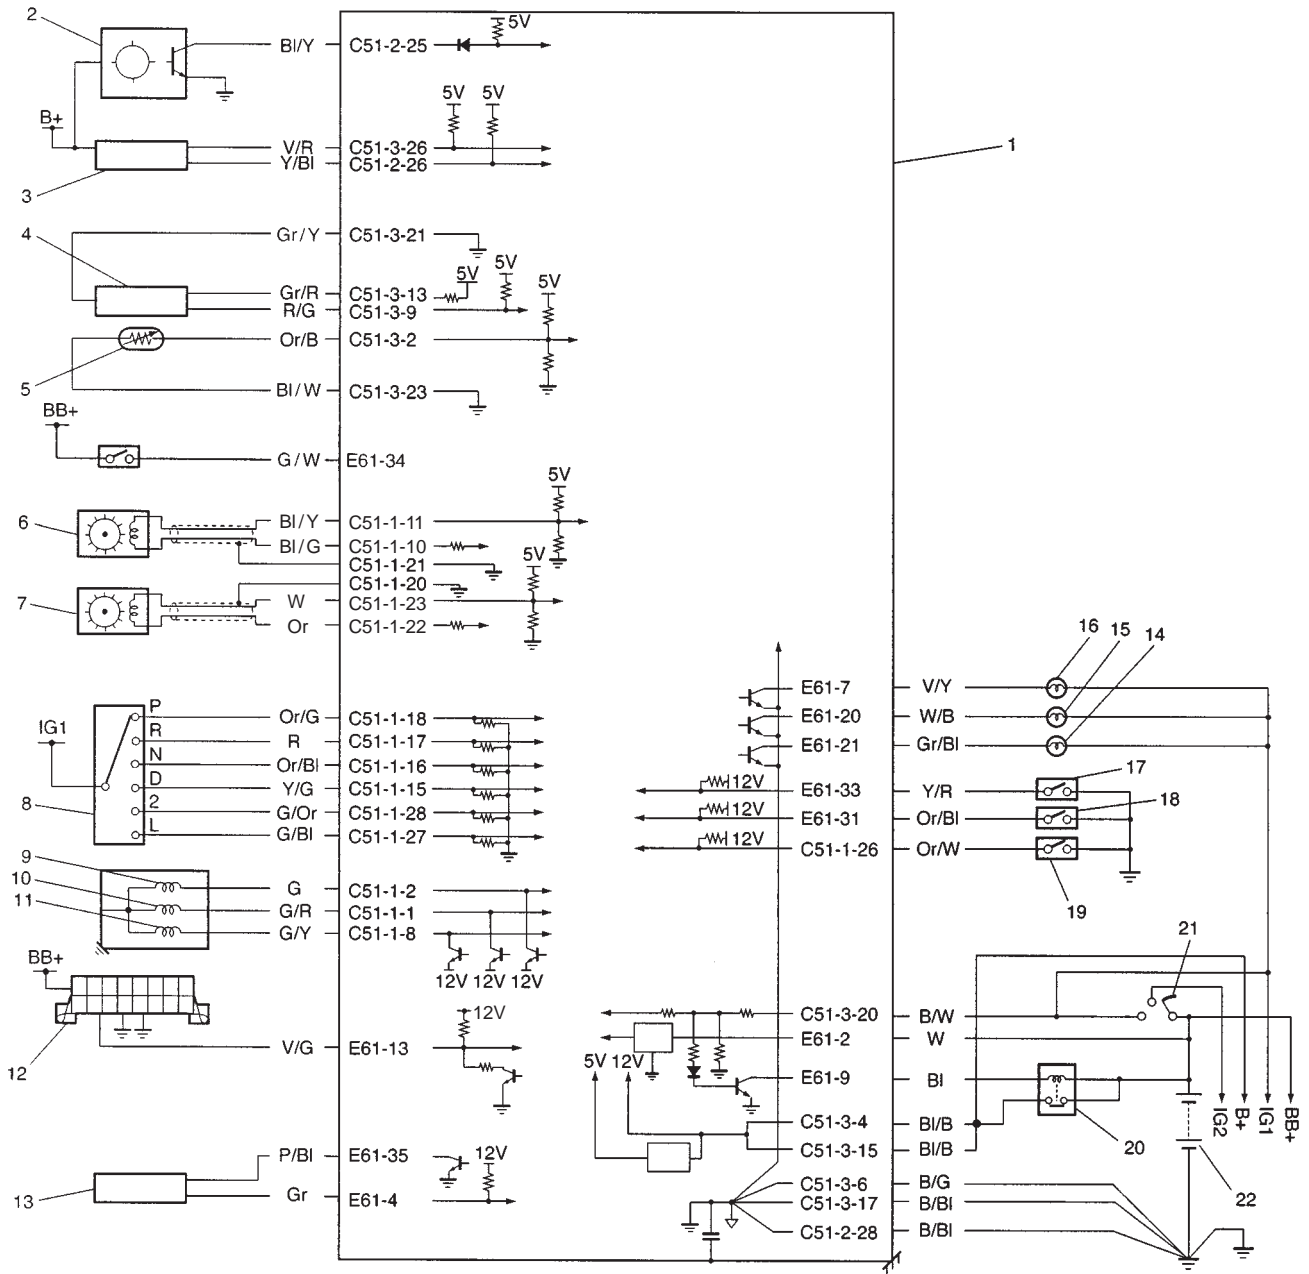 2
Bl/Y C51-2-25 5V
B+
5V 5V
V/R C51-3-26
Y/Bl C51-2-26
1
3
4
Gr/Y C51-3-21
5V 5V 5V
Gr/R C51-3-13
R/G C51-3-9
Or/B C51-3-2
5
Bl/W C51-3-23
BB+
G/W E61-34
5V
6
Bl/Y C51-1-11
Bl/G C51-1-10
C51-1-21
5V
C51-1-20
7
W C51-1-23
Or C51-1-22
16 15 14
E61-7 V/Y
E61-20 W/B
E61-21 Gr/Bl
IG1
P Or/G C51-1-18
R R C51-1-17
N Or/Bl C51-1-16
D Y/G C51-1-15
2 G/Or C51-1-28
L G/Bl C51-1-27
8
12V E61-33 Y/R 17
12V E61-31 Or/Bl 18
12V C51-1-26 Or/W
19
9
10
11
G C51-1-2
G/R C51-1-1
G/Y C51-1-8
12V 12V 12V
BB+
12
12V
V/G E61-13
21
C51-3-20 B/W
E61-2 W
5V 12V
E61-9 Bl
C51-3-4 Bl/B
C51-3-15 Bl/B
20
IG2 B+ IG1 BB+
22
13
P/Bl E61-35 12V
Gr E61-4
C51-3-6 B/G
C51-3-17 B/Bl
C51-2-28 B/Bl